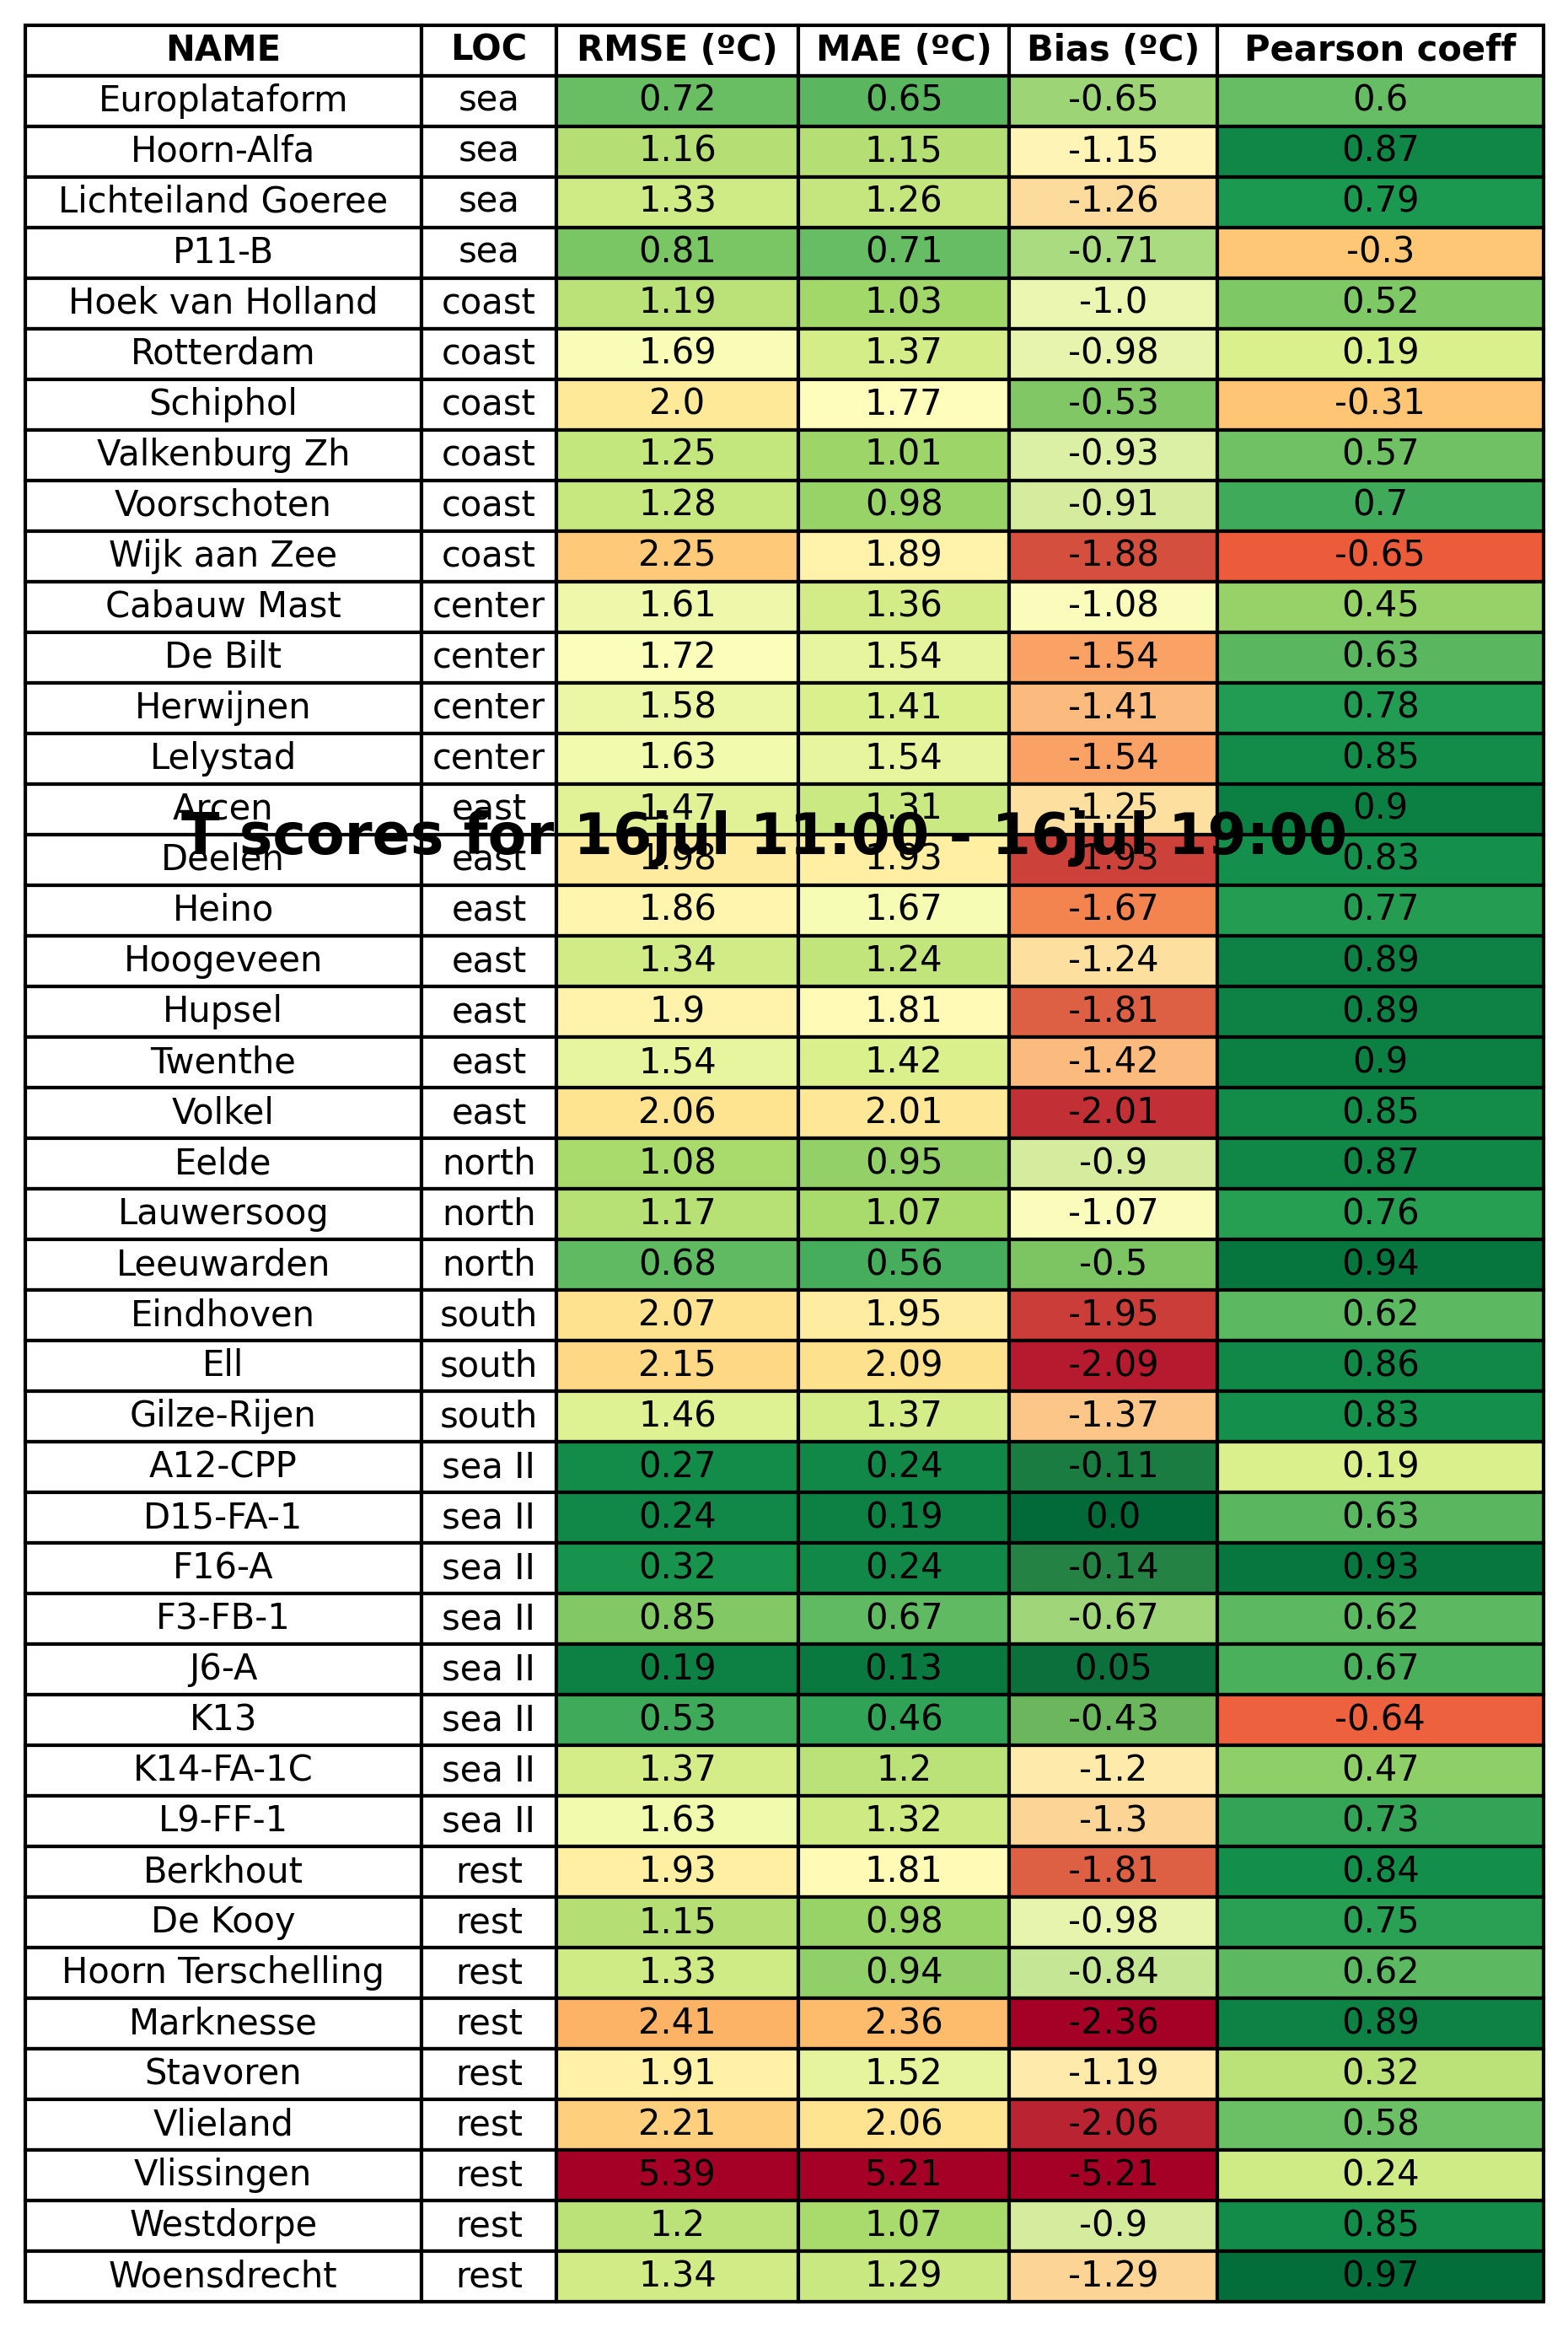 NAME LOC RMSE (ºC) MAE (ºC) Bias (ºC) Pearson coeff
Europlataform sea 0.72 0.65 -0.65 0.6
Hoorn-Alfa sea 1.16 1.15 -1.15 0.87
Lichteiland Goeree sea 1.33 1.26 -1.26 0.79
P11-B sea 0.81 0.71 -0.71 -0.3
Hoek van Holland coast 1.19 1.03 -1.0 0.52
Rotterdam coast 1.69 1.37 -0.98 0.19
Schiphol coast 2.0 1.77 -0.53 -0.31
Valkenburg Zh coast 1.25 1.01 -0.93 0.57
Voorschoten coast 1.28 0.98 -0.91 0.7
Wijk aan Zee coast 2.25 1.89 -1.88 -0.65
Cabauw Mast center 1.61 1.36 -1.08 0.45
De Bilt center 1.72 1.54 -1.54 0.63
Herwijnen center 1.58 1.41 -1.41 0.78
Lelystad center 1.63 1.54 -1.54 0.85
Arcen east 1.47 1.31 -1.25 0.9
T scores for 16jul 11:00 - 16jul 19:00
Deelen east 1.98 1.93 -1.93 0.83
Heino east 1.86 1.67 -1.67 0.77
Hoogeveen east 1.34 1.24 -1.24 0.89
Hupsel east 1.9 1.81 -1.81 0.89
Twenthe east 1.54 1.42 -1.42 0.9
Volkel east 2.06 2.01 -2.01 0.85
Eelde north 1.08 0.95 -0.9 0.87
Lauwersoog north 1.17 1.07 -1.07 0.76
Leeuwarden north 0.68 0.56 -0.5 0.94
Eindhoven south 2.07 1.95 -1.95 0.62
Ell south 2.15 2.09 -2.09 0.86
Gilze-Rijen south 1.46 1.37 -1.37 0.83
A12-CPP sea II 0.27 0.24 -0.11 0.19
D15-FA-1 sea II 0.24 0.19 0.0 0.63
F16-A sea II 0.32 0.24 -0.14 0.93
F3-FB-1 sea II 0.85 0.67 -0.67 0.62
J6-A sea II 0.19 0.13 0.05 0.67
K13 sea II 0.53 0.46 -0.43 -0.64
K14-FA-1C sea II 1.37 1.2 -1.2 0.47
L9-FF-1 sea II 1.63 1.32 -1.3 0.73
Berkhout rest 1.93 1.81 -1.81 0.84
De Kooy rest 1.15 0.98 -0.98 0.75
Hoorn Terschelling rest 1.33 0.94 -0.84 0.62
Marknesse rest 2.41 2.36 -2.36 0.89
Stavoren rest 1.91 1.52 -1.19 0.32
Vlieland rest 2.21 2.06 -2.06 0.58
Vlissingen rest 5.39 5.21 -5.21 0.24
Westdorpe rest 1.2 1.07 -0.9 0.85
Woensdrecht rest 1.34 1.29 -1.29 0.97